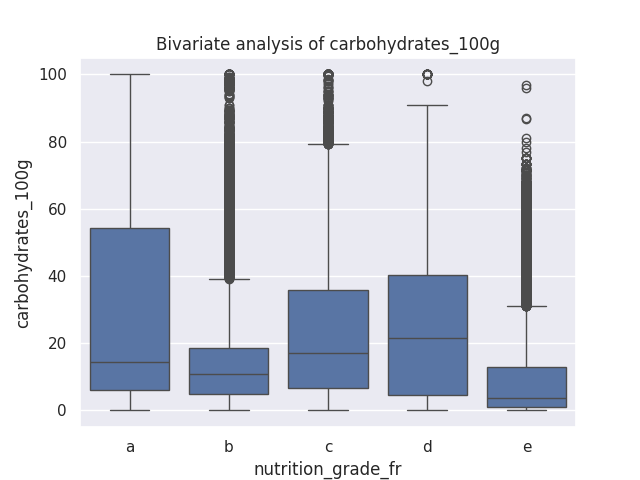 Bivariate analysis of carbohydrates_100g
100
80
60
40
20
0
carbohydrates_100g
a b c d e
nutrition_grade_fr